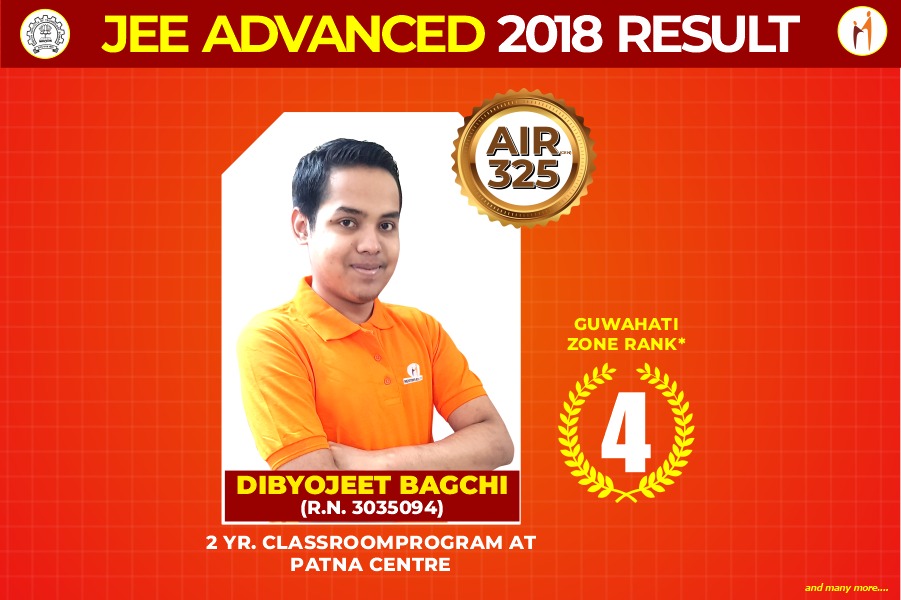 JEE ADVANCED 2018 RESULT
AIR
325
GUWAHATI
ZONE RANK*
4
DIBYOJEET BAGCHI
(R.N. 3035094)
2 YR. CLASSROOMPROGRAM AT
PATNA CENTRE
and many more....